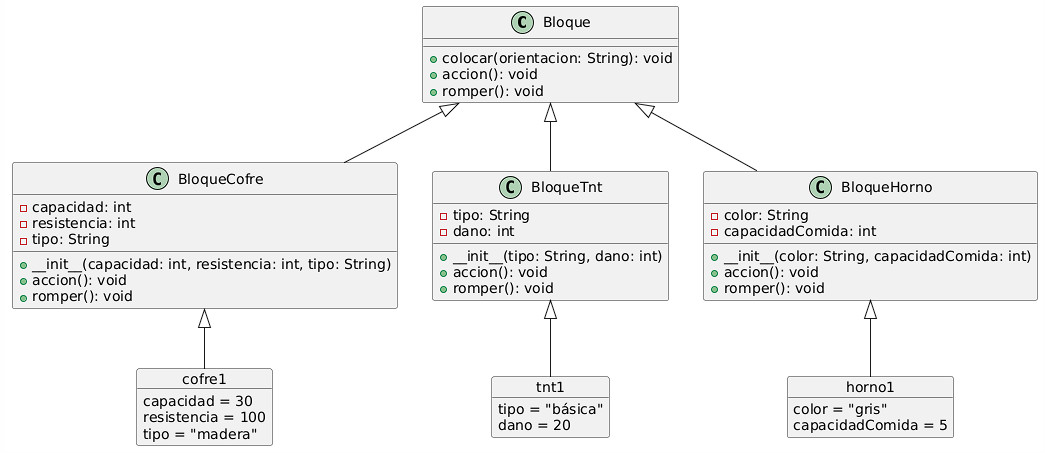 C Bloque
colocar(orientacion: String): void
accion(): void
romper(): void
C BloqueCofre
capacidad: int
resistencia: int
tipo: String
__init__(capacidad: int, resistencia: int, tipo: String)
accion(): void
romper(): void
C BloqueTnt
tipo: String
dano: int
__init__(tipo: String, dano: int)
accion(): void
romper(): void
C BloqueHorno
color: String
capacidadComida: int
__init__(color: String, capacidadComida: int)
accion(): void
romper(): void
cofre1
capacidad = 30
resistencia = 100
tipo = "madera"
tnt1
tipo = "básica"
dano = 20
horno1
color = "gris"
capacidadComida = 5